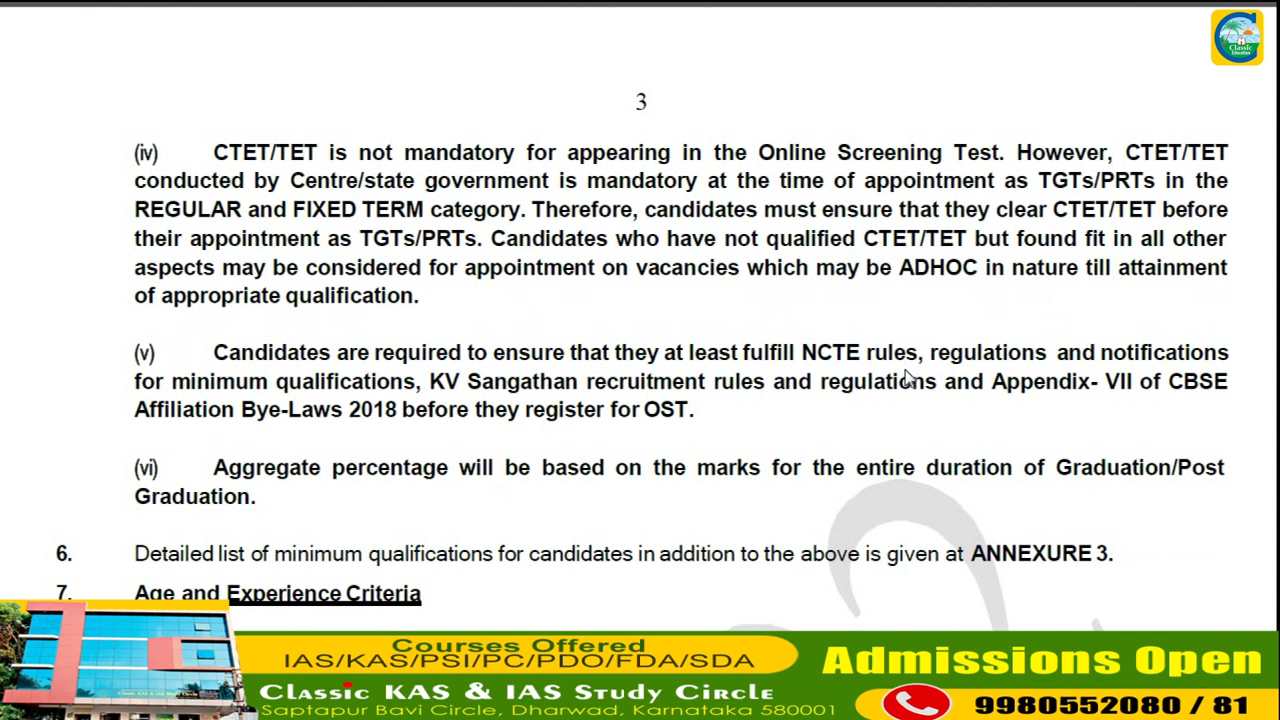 Classic
Education
3
(iv) CTET/TET is not mandatory for appearing in the Online Screening Test. However, CTET/TET
conducted by Centre/state government is mandatory at the time of appointment as TGTs/PRTs in the
REGULAR and FIXED TERM category. Therefore, candidates must ensure that they clear CTET/TET before
their appointment as TGTs/PRTs. Candidates who have not qualified CTET/TET but found fit in all other
aspects may be considered for appointment on vacancies which may be ADHOC in nature till attainment
of appropriate qualification.
(v) Candidates are required to ensure that they at least fulfill NCTE rules, regulations and notifications
for minimum qualifications, KV Sangathan recruitment rules and regulations and Appendix- VII of CBSE
Affiliation Bye-Laws 2018 before they register for OST.
(vi) Aggregate percentage will be based on the marks for the entire duration of Graduation/Post
Graduation.
6. Detailed list of minimum qualifications for candidates in addition to the above is given at ANNEXURE 3.
7. Age and Experience Criteria
Courses Offered
IAS/KAS/PSI/PC/PDO/FDA/SDA
Classic KAS & IAS Study Circle
Saptapur Bavi Circle, Dharwad, Karnataka 580001
Admissions Open
9980552080 / 81